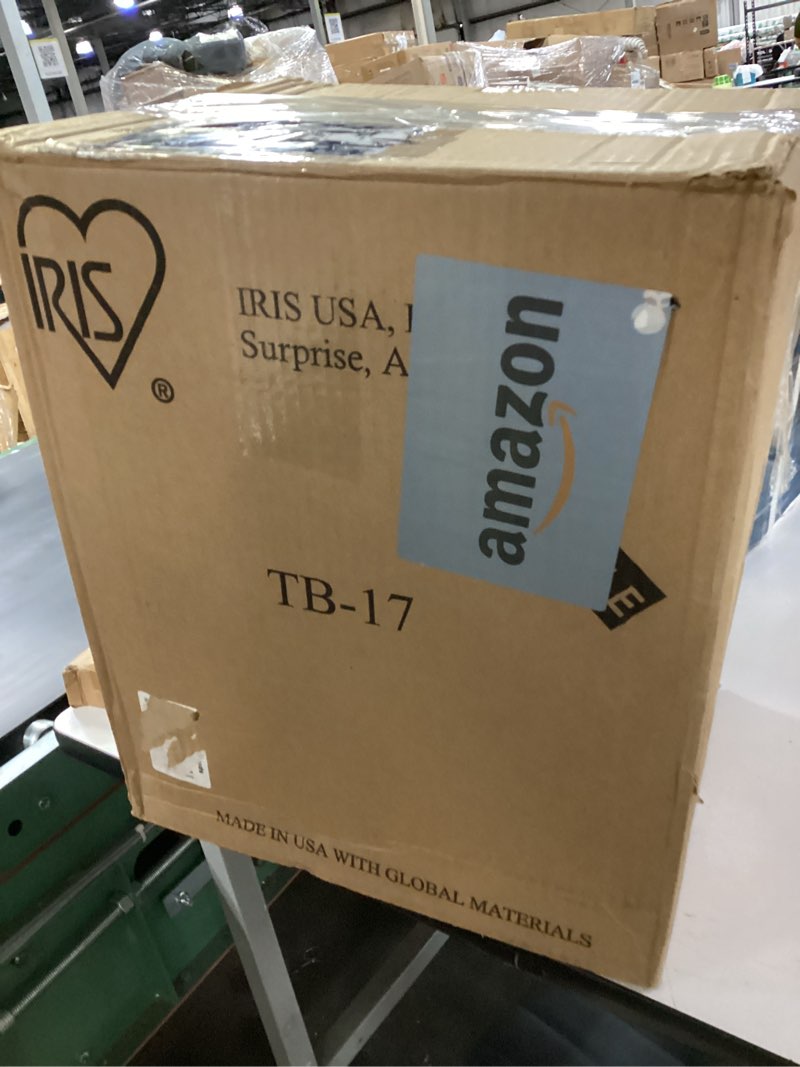 IRIS
®
IRIS USA,
Surprise, A
amazon
E
TB-17
MADE IN USA WITH GLOBAL MATERIALS